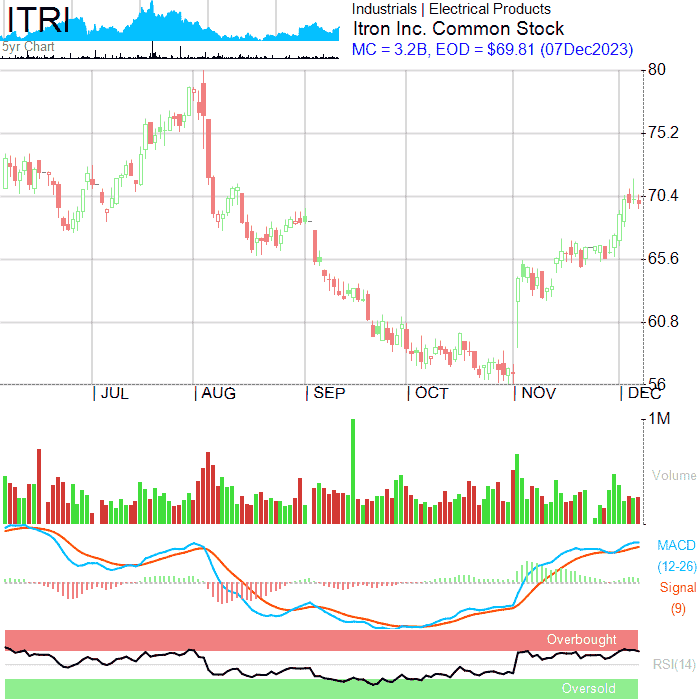 ITRI
5yr Chart
Industrials | Electrical Products
Itron Inc. Common Stock
MC = 3.2B, EOD = $69.81 (07Dec2023)
80
75.2
70.4
65.6
60.8
56
JUL AUG SEP OCT NOV DEC
1M
Volume
MACD
(12-26)
Signal
(9)
Overbought
RSI(14)
Oversold